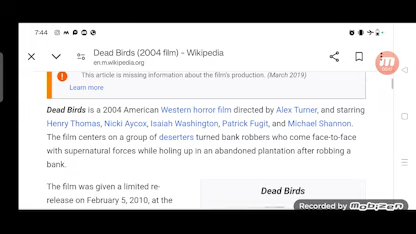 7:44
Dead Birds (2004 film) - Wikipedia
en.m.wikipedia.org
This article is missing information about the film's production. (March 2019)
Learn more
Dead Birds is a 2004 American Western horror film directed by Alex Turner, and starring
Henry Thomas, Nicki Aycox, Isaiah Washington, Patrick Fugit, and Michael Shannon.
The film centers on a group of deserters turned bank robbers who come face-to-face
with supernatural forces while holing up in an abandoned plantation after robbing a
bank.
The film was given a limited re-
release on February 5, 2010, at the
Dead Birds
Recorded by Mobizen